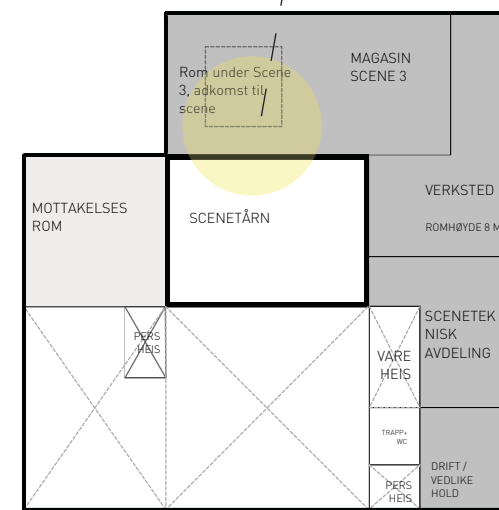 Rom under Scene
3, adkomst til
scene
MAGASIN
SCENE 3
MOTTAKELSES
ROM
SCENETÅRN
VERKSTED
ROMHØYDE 8 M
PERS
HEIS
VARE
HEIS
SCENETEK
NISK
AVDELING
TRAPP+
WC
PERS
HEIS
DRIFT /
VEDLIKE
HOLD